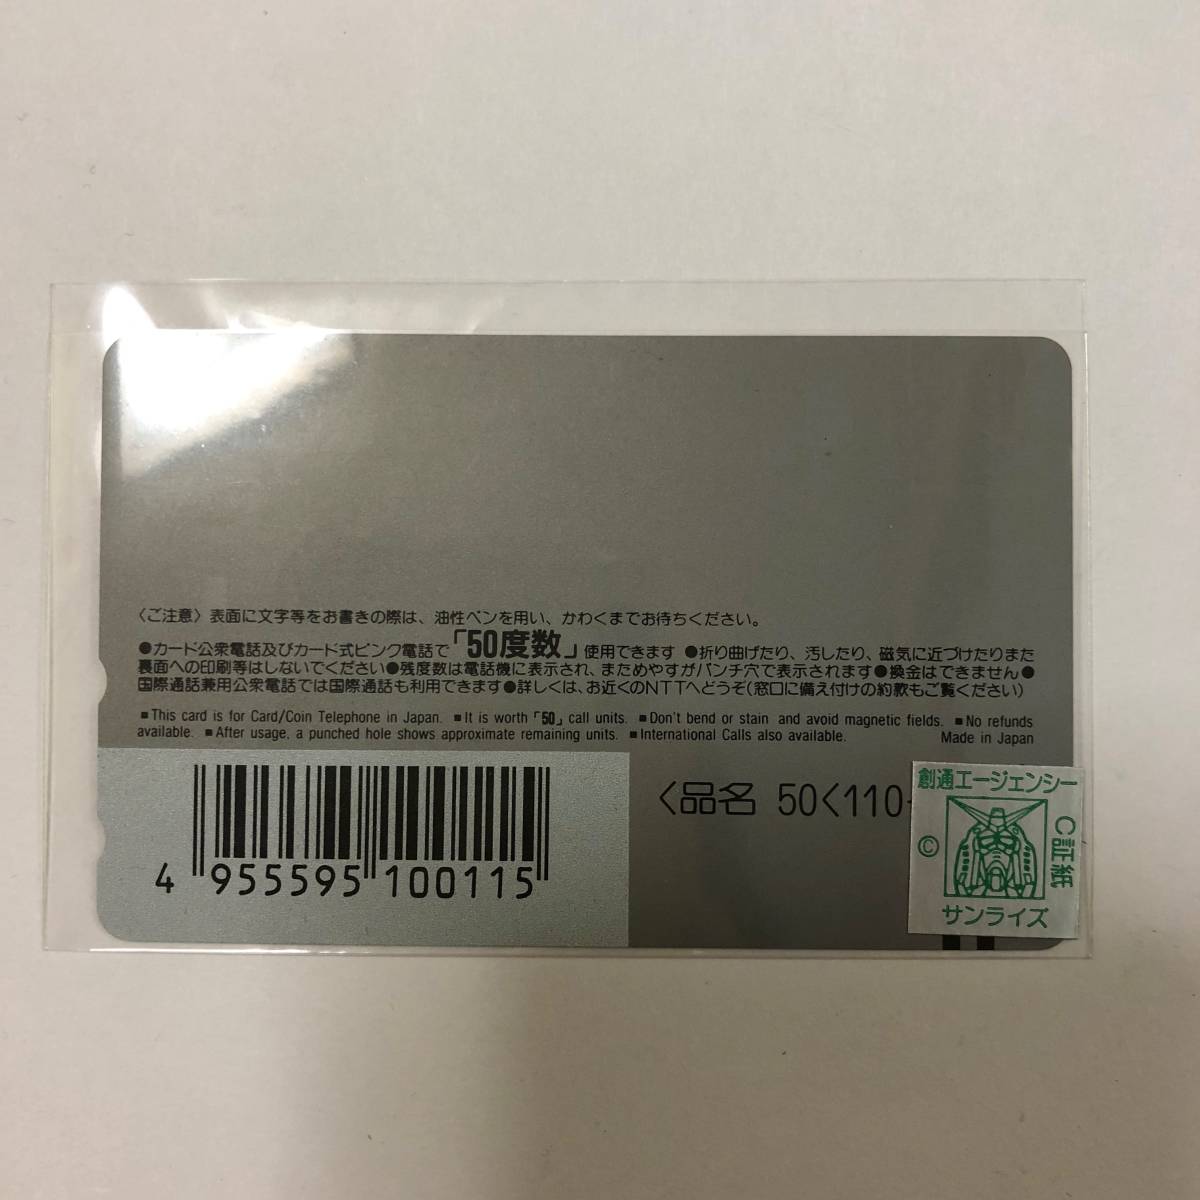 〈ご注意〉表面に文字等をお書きの際は、油性ペンを用い、かわくまでお待ちください。
●カード公衆電話及びカード式ピンク電話で「50度数」使用できます ●折り曲げたり、汚したり、磁気に近づけたりまた
裏面への印刷等はしないでください●残度数は電話機に表示され、まためやすがパンチ穴で表示されます●換金はできません●
国際通話兼用公衆電話では国際通話も利用できます●詳しくは、お近くのNTTへどうぞ(窓口に備え付けの約款もご覧ください)
■This card is for Card/Coin Telephone in Japan. ■It is worth「50」call units. ■Don't bend or stain and avoid magnetic fields. ■No refunds
available. ■After usage, a punched hole shows approximate remaining units. ■International Calls also available. Made in Japan
4 955595 100115
〈品名 50〈110
創通エージェンシー
C証紙
©
サンライズ